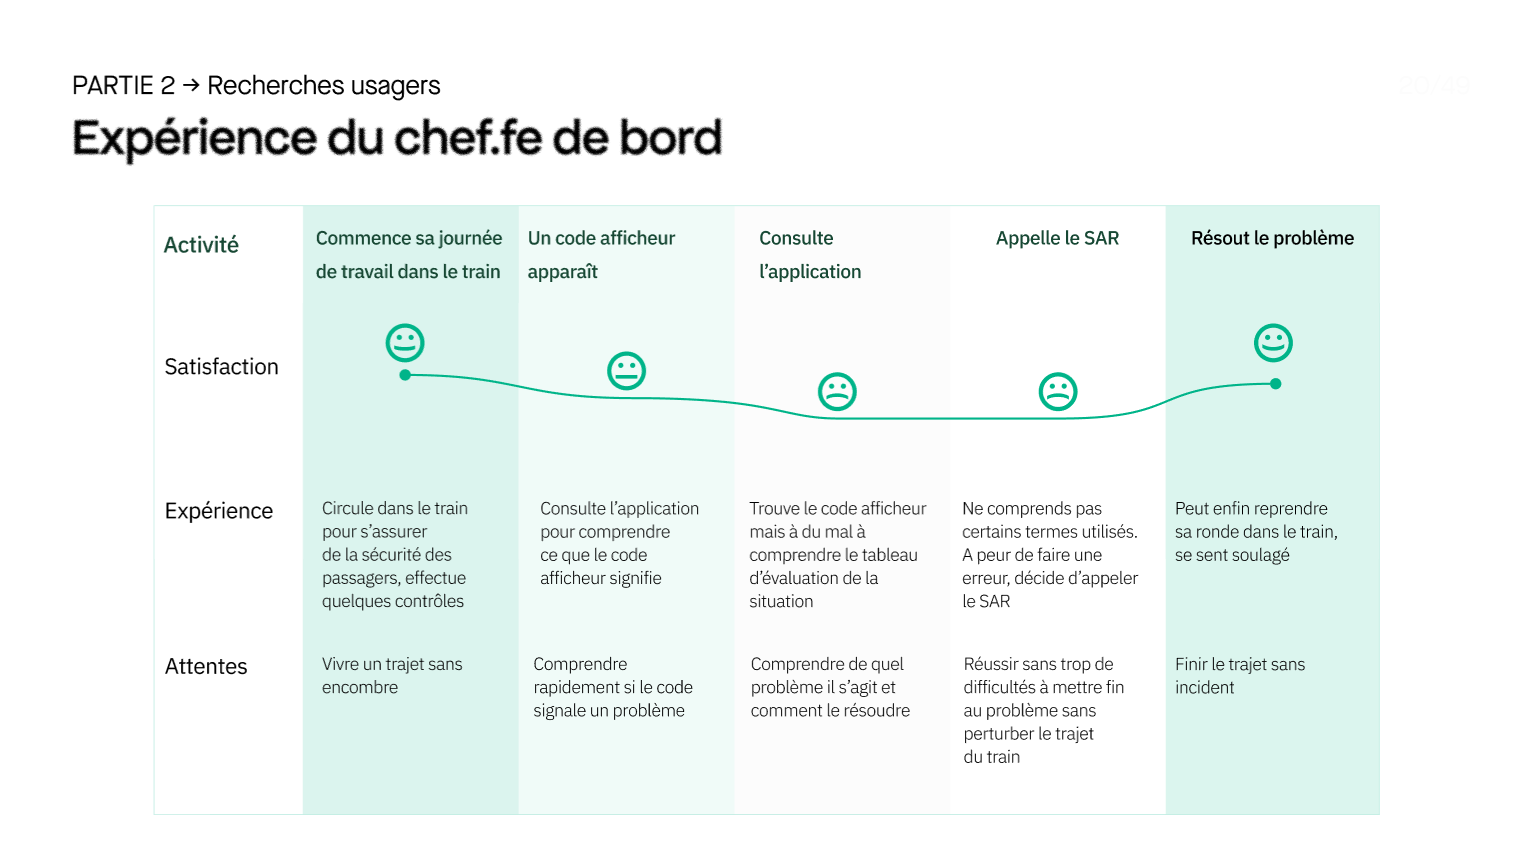 PARTIE 2 → Recherches usagers
20/49
Expérience du chef.fe de bord
Activité
Commence sa journée
de travail dans le train
Un code afficheur
apparaît
Consulte
l’application
Appelle le SAR
Résout le problème
Satisfaction
Expérience
Circule dans le train
pour s’assurer
de la sécurité des
passagers, effectue
quelques contrôles
Consulte l’application
pour comprendre
ce que le code
afficheur signifie
Trouve le code afficheur
mais à du mal à
comprendre le tableau
d’évaluation de la
situation
Ne comprends pas
certains termes utilisés.
A peur de faire une
erreur, décide d’appeler
le SAR
Peut enfin reprendre
sa ronde dans le train,
se sent soulagé
Attentes
Vivre un trajet sans
encombre
Comprendre
rapidement si le code
signale un problème
Comprendre de quel
problème il s’agit et
comment le résoudre
Réussir sans trop de
difficultés à mettre fin
au problème sans
perturber le trajet
du train
Finir le trajet sans
incident